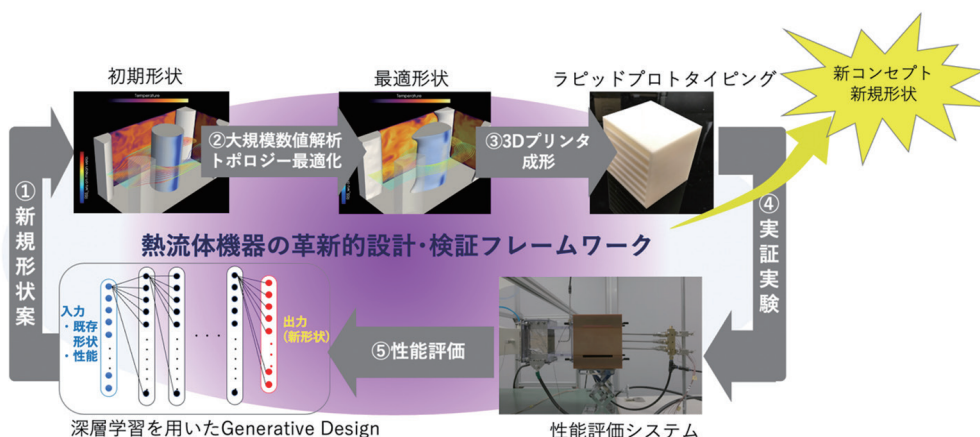 初期形状
最適形状
ラピッドプロトタイピング
新コンセプト
新規形状
Temperature
Temperature
②大規模数値解析
トポロジー最適化
③3Dプリンタ
成形
①新規形状案
④実証実験
熱流体機器の革新的設計・検証フレームワーク
入力
・既存
形状
・性能
出力
(新形状)
⑤性能評価
深層学習を用いたGenerative Design
性能評価システム